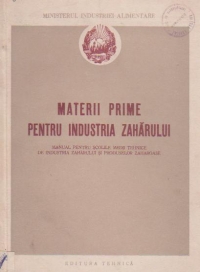 MINISTERUL INDUSTRIEI ALIMENTARE
MATERII PRIME
PENTRU INDUSTRIA ZAHĂRULUI
MANUAL PENTRU ȘCOLILE MEDII TEHNICE
DE INDUSTRIA ZAHĂRULUI ȘI PRODUSELOR ZAHAROASE
EDITURA TEHNICĂ